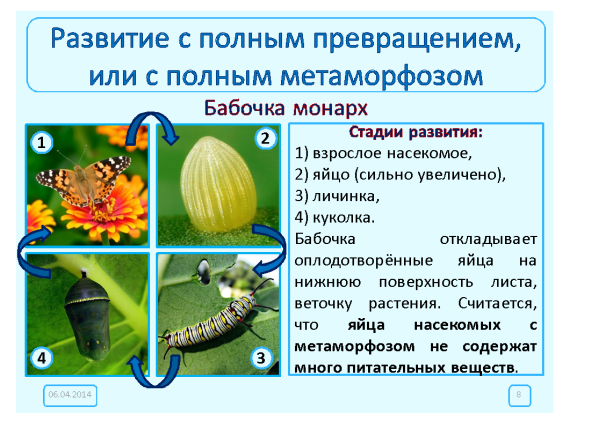 Развитие с полным превращением,
или с полным метаморфозом
Бабочка монарх
1
2
4
3
Стадии развития:
1) взрослое насекомое,
2) яйцо (сильно увеличено),
3) личинка,
4) куколка.
Бабочка откладывает
оплодотворённые яйца на
нижнюю поверхность листа,
веточку растения. Считается,
что яйца насекомых с
метаморфозом не содержат
много питательных веществ.
06.04.2014
8